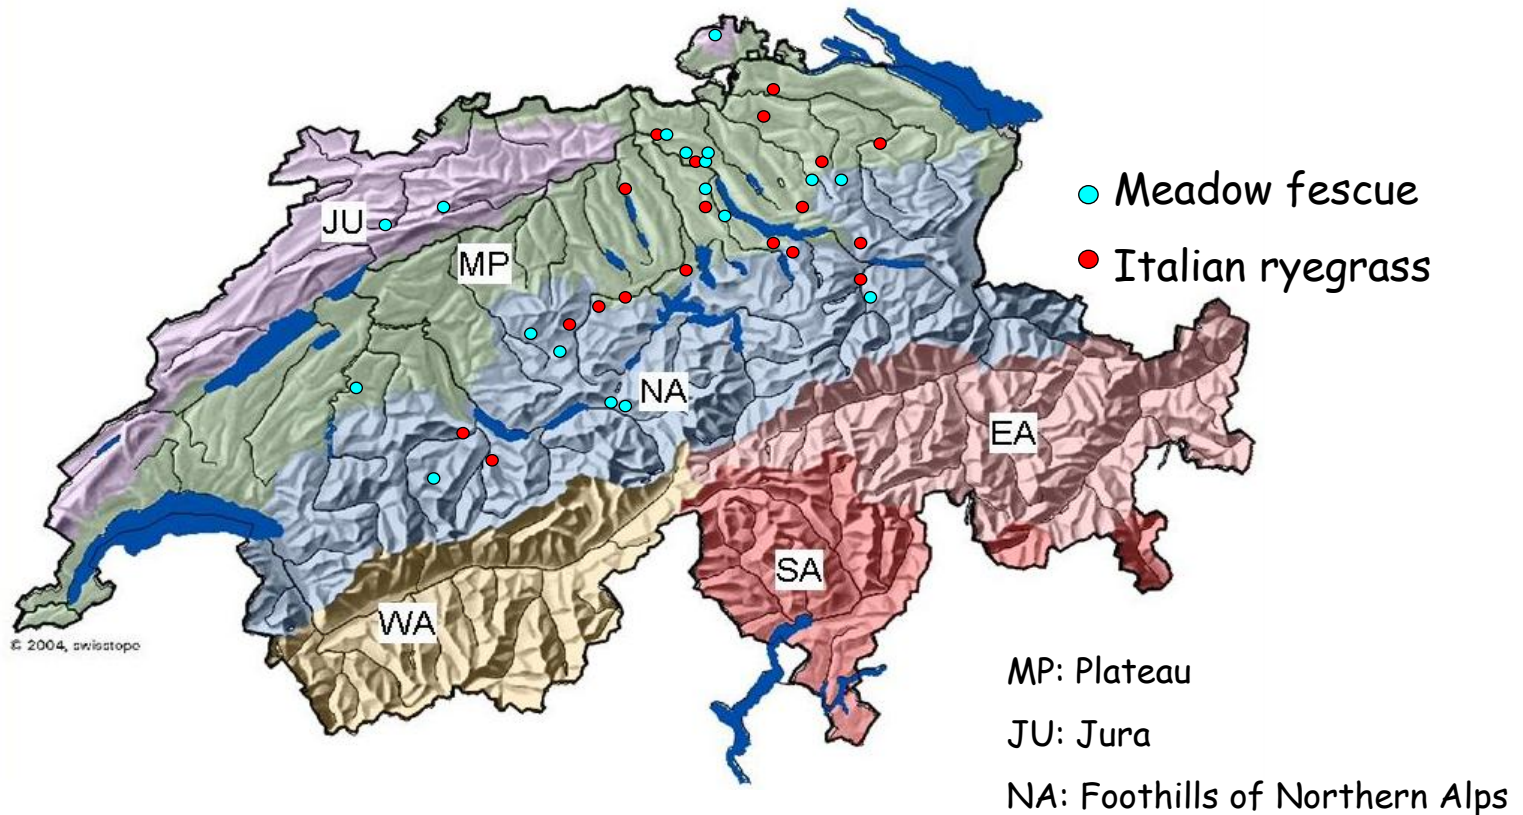 JU
Meadow fescue
MP
Italian ryegrass
NA
EA
SA
WA
© 2004, swisstopo
MP: Plateau
JU: Jura
NA: Foothills of Northern Alps